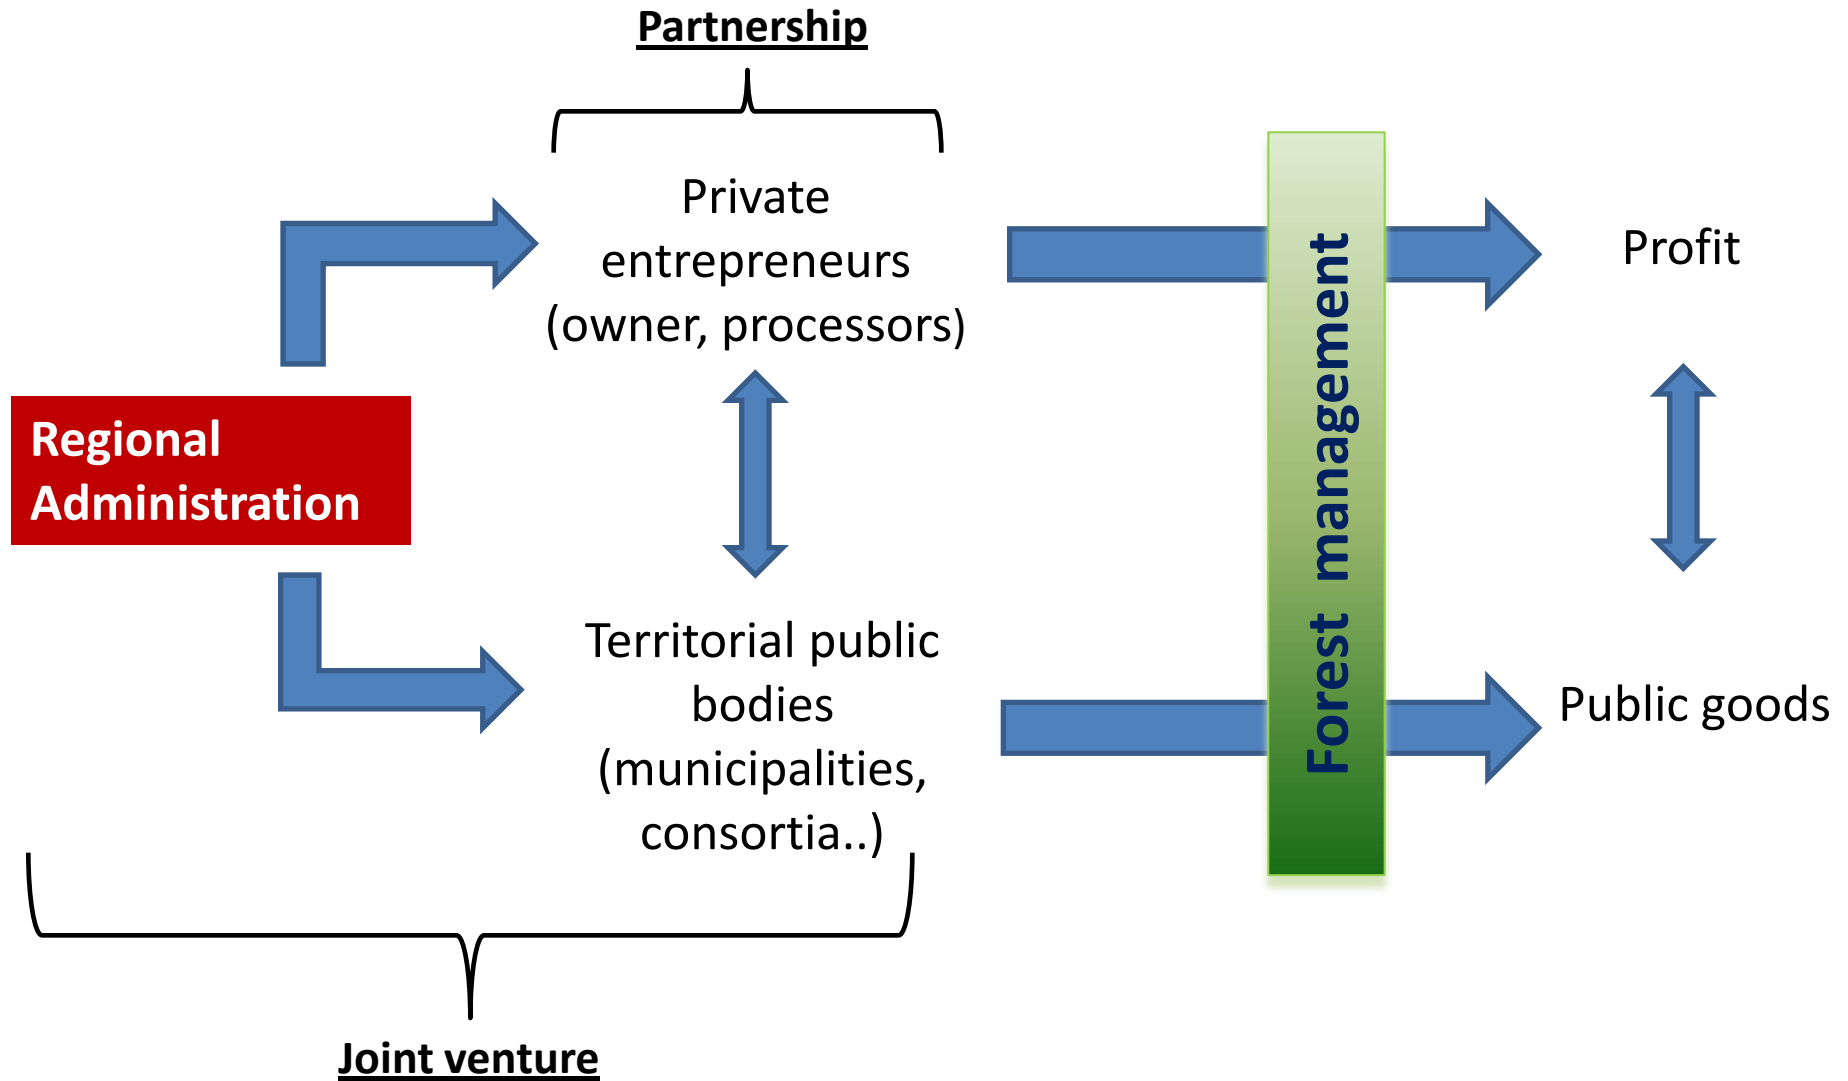 Partnership
Private
entrepreneurs
(owner, processors)
Regional
Administration
Territorial public
bodies
(municipalities,
consortia..)
Forest management
Profit
Public goods
Joint venture